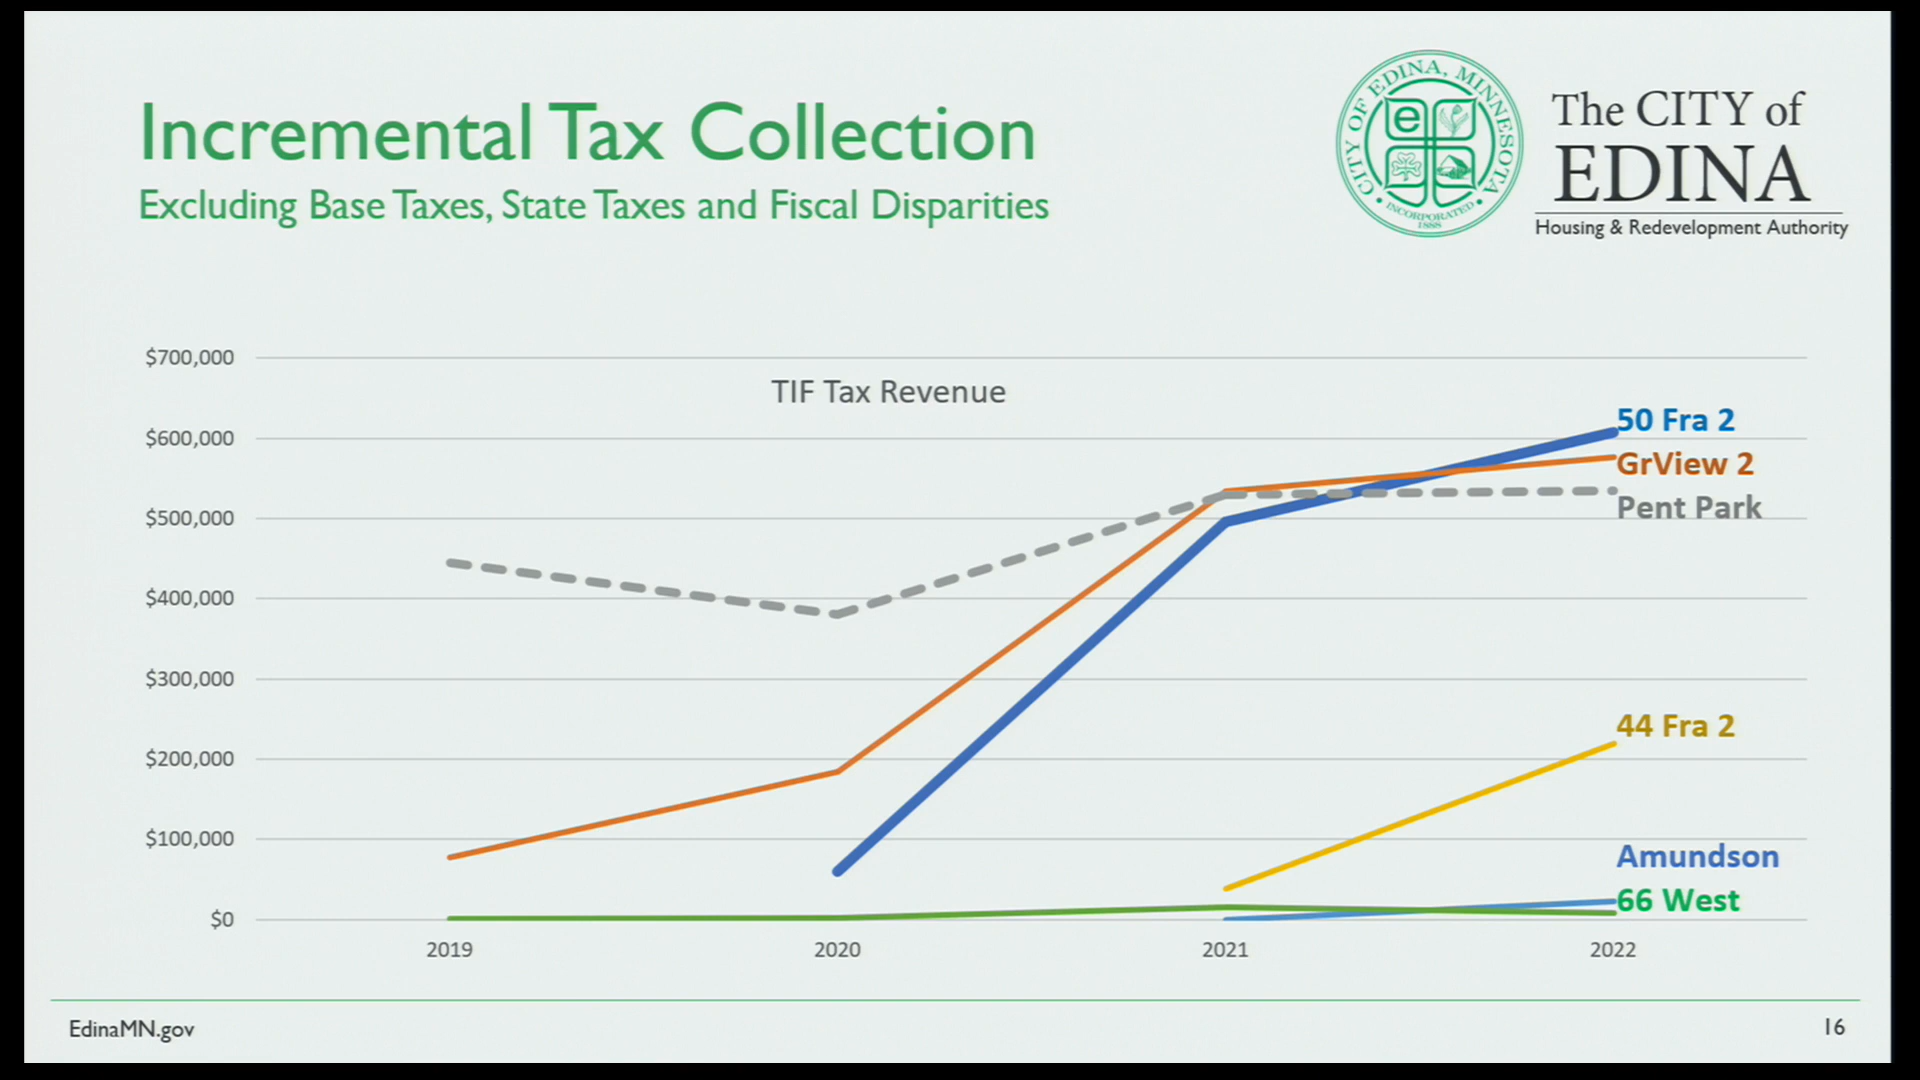 Incremental Tax Collection
Excluding Base Taxes, State Taxes and Fiscal Disparities
CITY OF EDINA, MINNESOTA
e
• INCORPORATED •
1888
The CITY of
EDINA
Housing & Redevelopment Authority
TIF Tax Revenue
$700,000
$600,000
$500,000
$400,000
$300,000
$200,000
$100,000
$0
50 Fra 2
GrView 2
Pent Park
44 Fra 2
Amundson
66 West
2019
2020
2021
2022
EdinaMN.gov
16